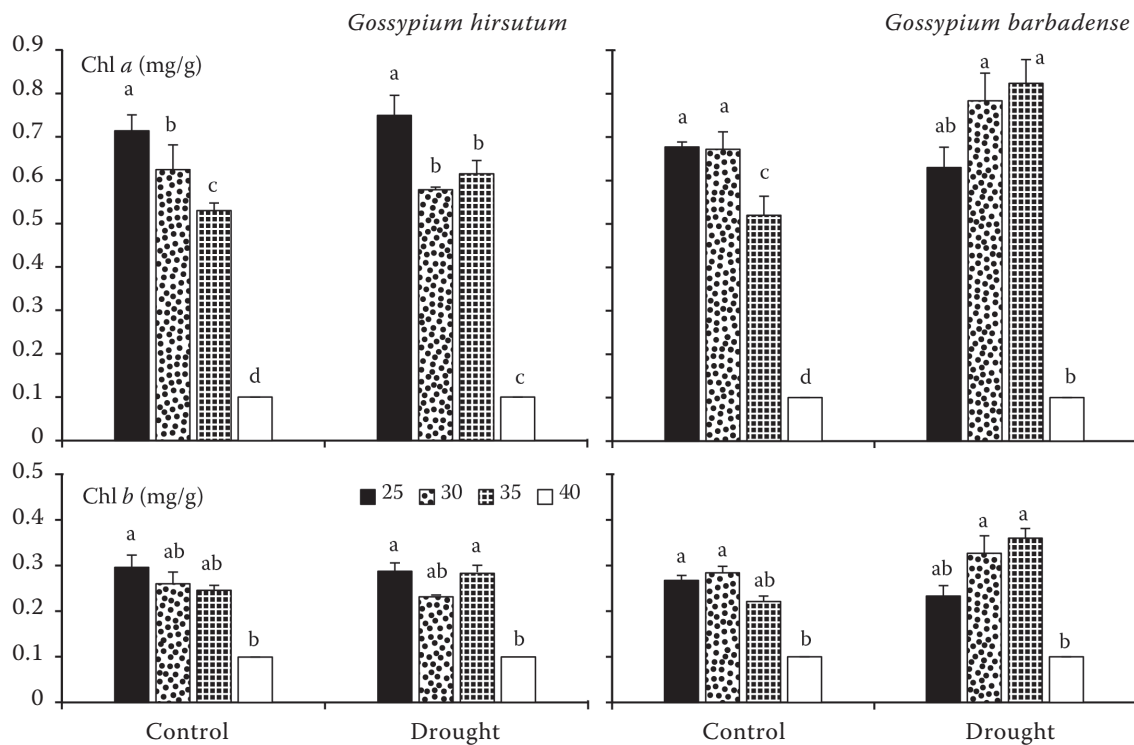 Gossypium hirsutum Gossypium barbadense
0.9
0.8
0.7
0.6
0.5
0.4
0.3
0.2
0.1
0
Chl a (mg/g)
a b c d
a b b c
a a c d
ab a a b
0.5
0.4
0.3
0.2
0.1
0
Chl b (mg/g)
25 30 35 40
a ab ab b
a ab a b
a a ab b
ab a a b
Control Drought Control Drought